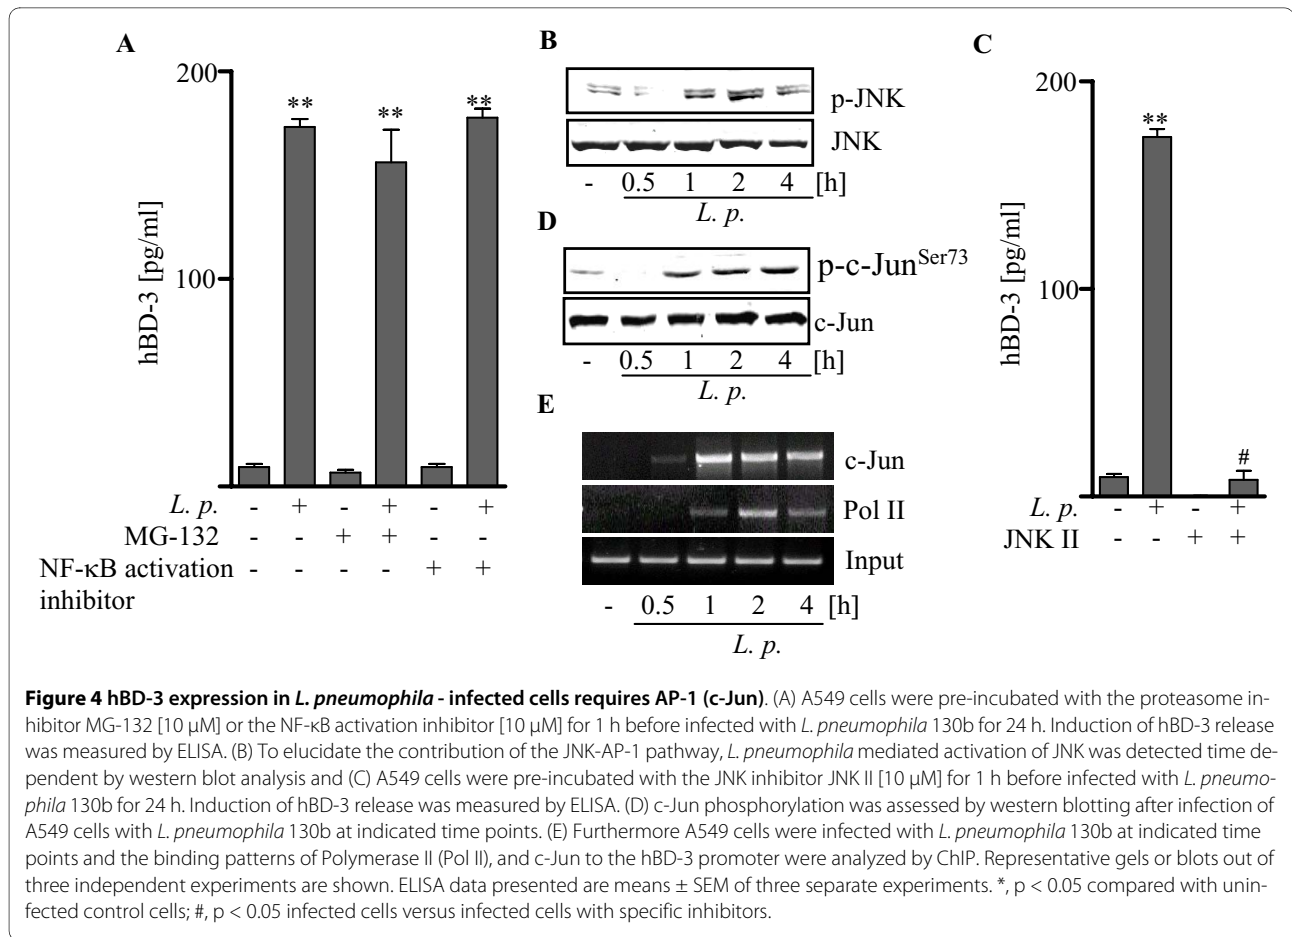 A
200
100
hBD-3 [pg/ml]
** ** **
L. p. - + - + - +
MG-132 - - + + - -
NF-κB activation - - - - + +
inhibitor
B
p-JNK
JNK
- 0.5 1 2 4 [h]
L. p.
D
p-c-Jun^Ser73
c-Jun
- 0.5 1 2 4 [h]
L. p.
E
c-Jun
Pol II
Input
- 0.5 1 2 4 [h]
L. p.
C
200
100
hBD-3 [pg/ml]
**
#
L. p. - + - +
JNK II - - + +
Figure 4 hBD-3 expression in L. pneumophila - infected cells requires AP-1 (c-Jun). (A) A549 cells were pre-incubated with the proteasome in-
hibitor MG-132 [10 μM] or the NF-κB activation inhibitor [10 μM] for 1 h before infected with L. pneumophila 130b for 24 h. Induction of hBD-3 release
was measured by ELISA. (B) To elucidate the contribution of the JNK-AP-1 pathway, L. pneumophila mediated activation of JNK was detected time de-
pendent by western blot analysis and (C) A549 cells were pre-incubated with the JNK inhibitor JNK II [10 μM] for 1 h before infected with L. pneumo-
phila 130b for 24 h. Induction of hBD-3 release was measured by ELISA. (D) c-Jun phosphorylation was assessed by western blotting after infection of
A549 cells with L. pneumophila 130b at indicated time points. (E) Furthermore A549 cells were infected with L. pneumophila 130b at indicated time
points and the binding patterns of Polymerase II (Pol II), and c-Jun to the hBD-3 promoter were analyzed by ChIP. Representative gels or blots out of
three independent experiments are shown. ELISA data presented are means ± SEM of three separate experiments. *, p < 0.05 compared with unin-
fected control cells; #, p < 0.05 infected cells versus infected cells with specific inhibitors.